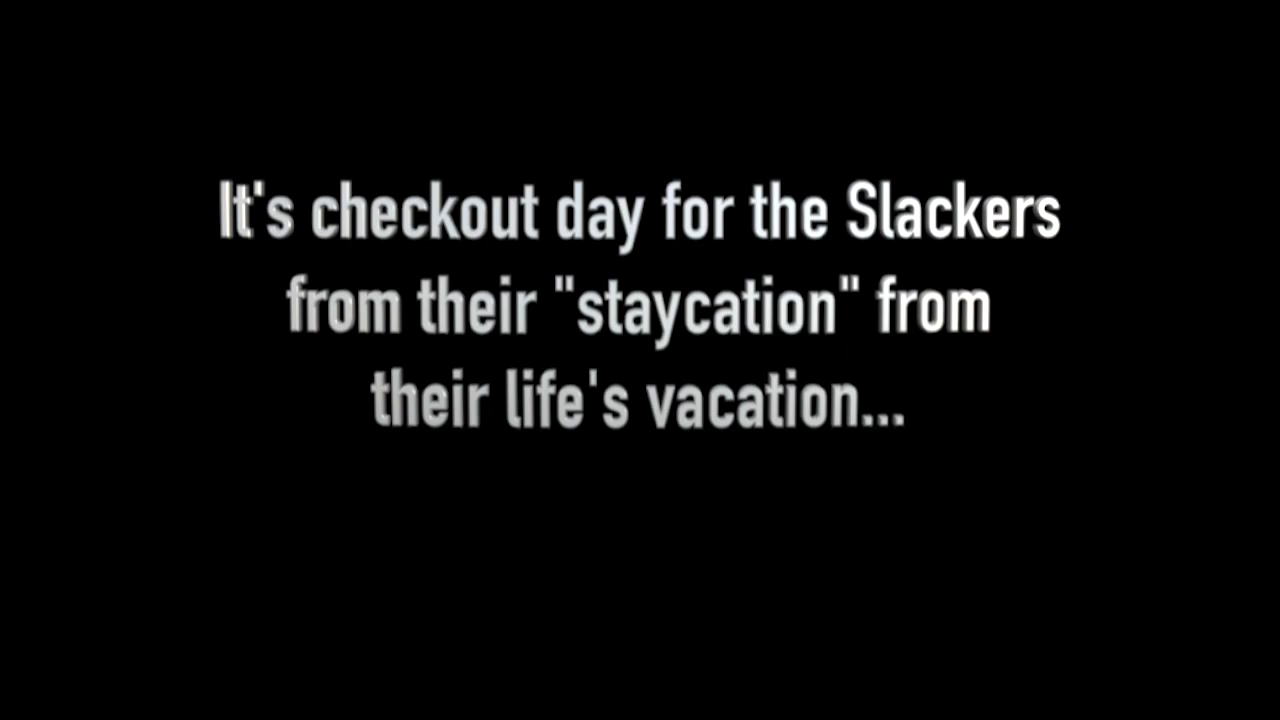 It's checkout day for the Slackers
from their "staycation" from
their life's vacation...